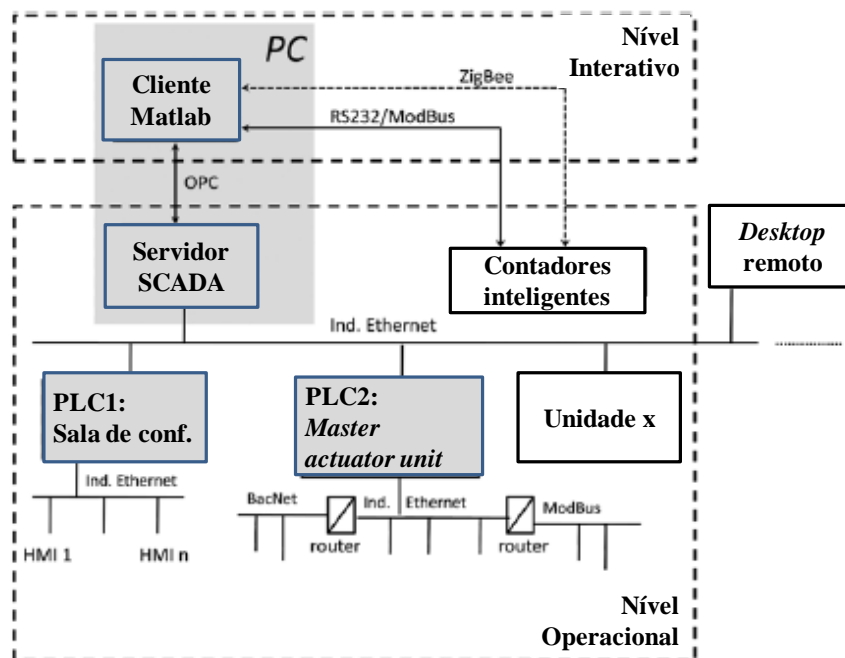 PC
Nível
Interativo
Cliente
Matlab
ZigBee
RS232/ModBus
OPC
Servidor
SCADA
Contadores
inteligentes
Desktop
remoto
Ind. Ethernet
PLC1:
Sala de conf.
PLC2:
Master
actuator unit
Unidade x
Ind. Ethernet
HMI 1
HMI n
BacNet
Ind. Ethernet
ModBus
router
router
Nível
Operacional